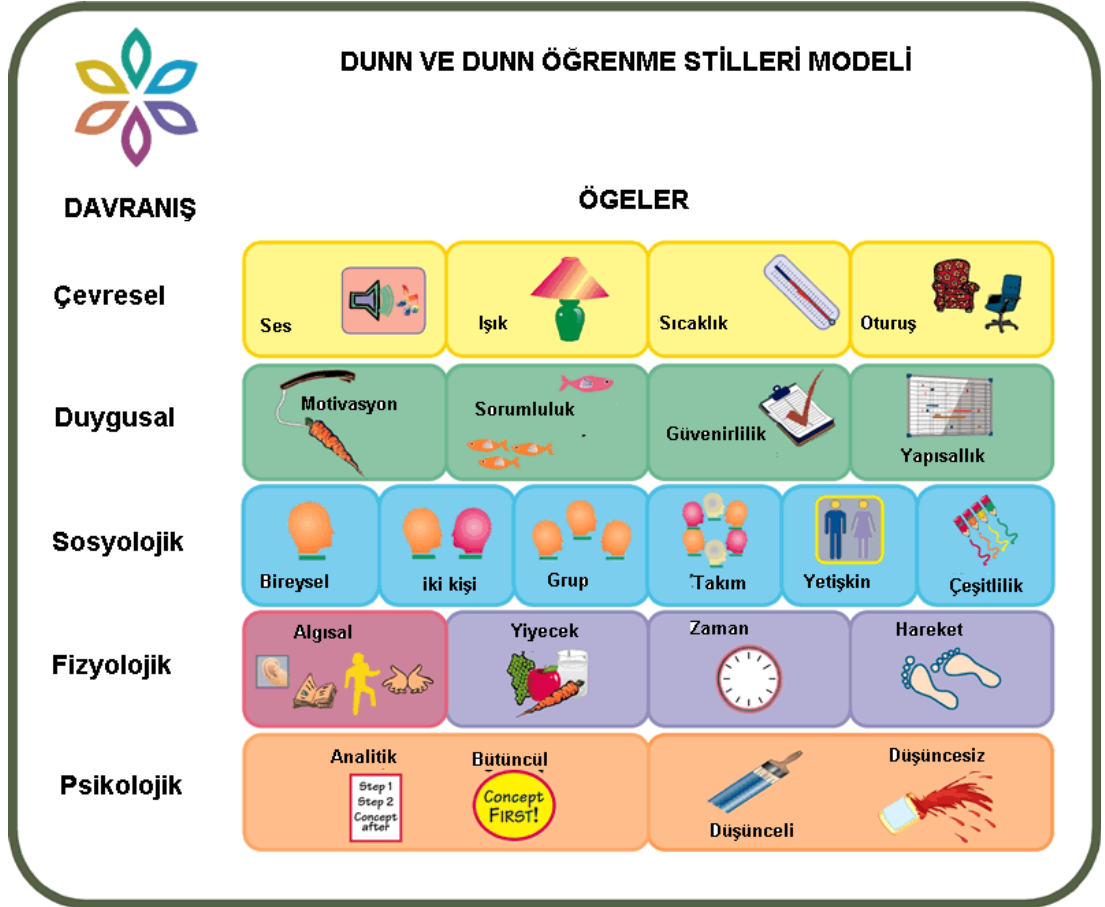 DUNN VE DUNN ÖĞRENME STİLLERİ MODELİ
DAVRANIŞ
ÖGELER
Çevresel
Ses
Işık
Sıcaklık
Oturuş
Duygusal
Motivasyon
Sorumluluk
Güvenirlilik
Yapısallık
Sosyolojik
Bireysel
iki kişi
Grup
Takım
Yetişkin
Çeşitlilik
Fizyolojik
Algısal
Yiyecek
Zaman
Hareket
Psikolojik
Analitik
Step 1
Step 2
Concept
after
Bütüncül
Concept
FIRST!
Düşünceli
Düşüncesiz